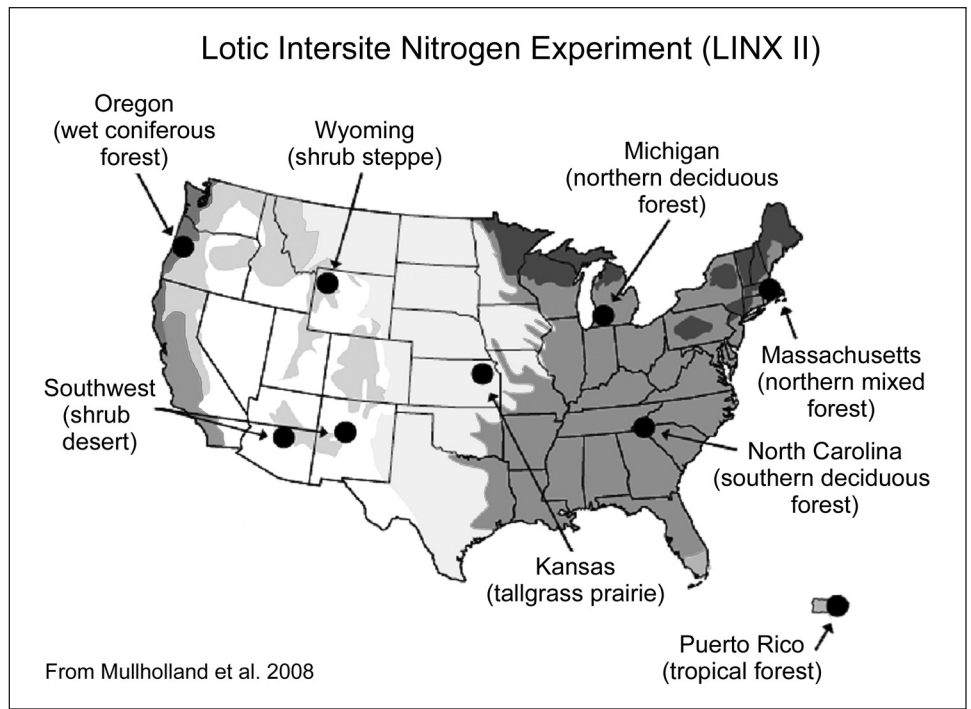 Lotic Intersite Nitrogen Experiment (LINX II)
Oregon
(wet coniferous
forest)
Wyoming
(shrub steppe)
Michigan
(northern deciduous
forest)
Massachusetts
(northern mixed
forest)
Southwest
(shrub
desert)
North Carolina
(southern deciduous
forest)
Kansas
(tallgrass prairie)
Puerto Rico
(tropical forest)
From Mullholland et al. 2008